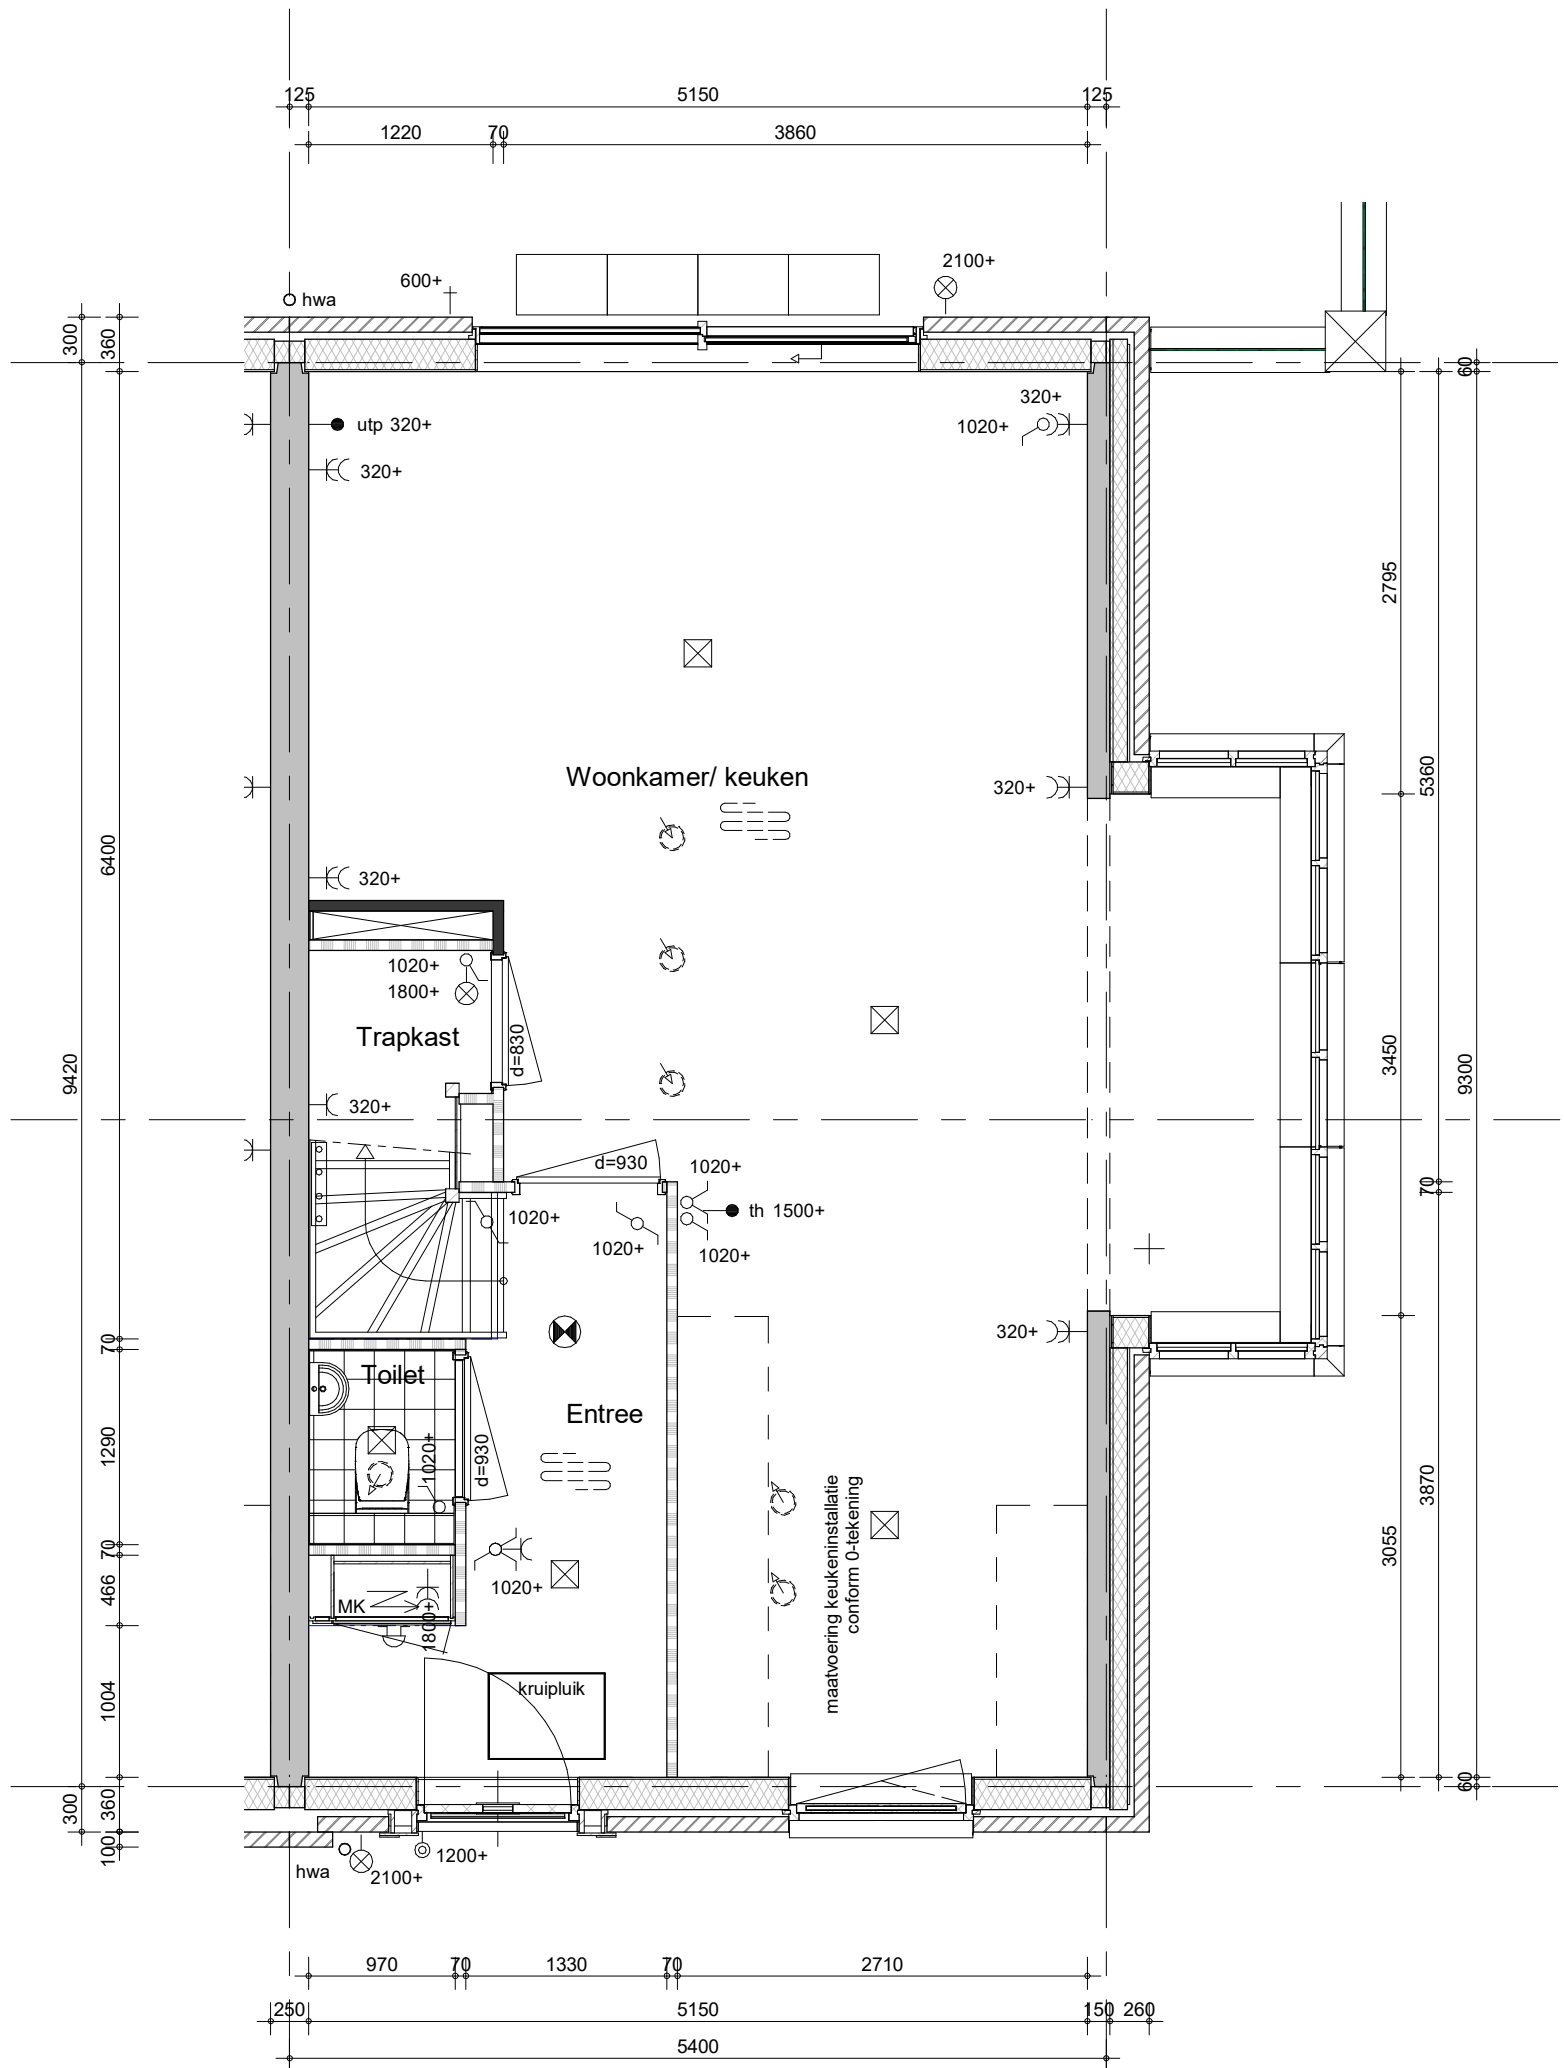 125 5150 125
1220 70 3860
600+
2100+
hwa
300
360
60
utp 320+
320+
1020+
320+
2795
Woonkamer/ keuken
320+
5360
6400
320+
1020+
1800+
Trapkast
d=830
9420
3450
9300
320+
d=930
1020+
th 1500+
1020+
1020+
1020+
70
320+
70
Toilet
1290
1020+
d=930
Entree
3870
maatvoering keukeninstallatie
conform 0-tekening
3055
70
466
1020+
MK
1800+
1004
kruipluik
60
300
360
100
hwa
2100+
1200+
970 70 1330 70 2710
250 5150 150 260
5400